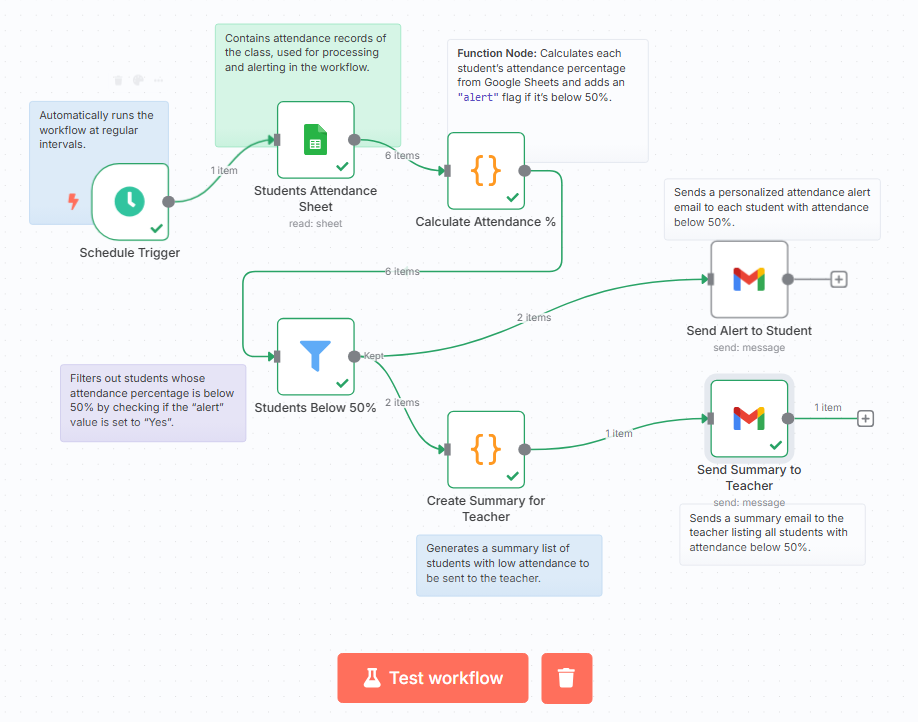 Contains attendance records of
the class, used for processing
and alerting in the workflow.
Function Node: Calculates each
student's attendance percentage
from Google Sheets and adds an
"alert" flag if it's below 50%.
Automatically runs the
workflow at regular
intervals.
1 item
6 items
Students Attendance
Sheet
read: sheet
Calculate Attendance %
Schedule Trigger
Sends a personalized attendance alert
email to each student with attendance
below 50%.
6 items
2 items
Send Alert to Student
send: message
Kept
Filters out students whose
attendance percentage is below
50% by checking if the “alert”
value is set to “Yes”.
Students Below 50%
2 items
1 item
1 item
Send Summary to
Teacher
send: message
Create Summary for
Teacher
Sends a summary email to the
teacher listing all students with
attendance below 50%.
Generates a summary list of
students with low attendance to
be sent to the teacher.
Test workflow